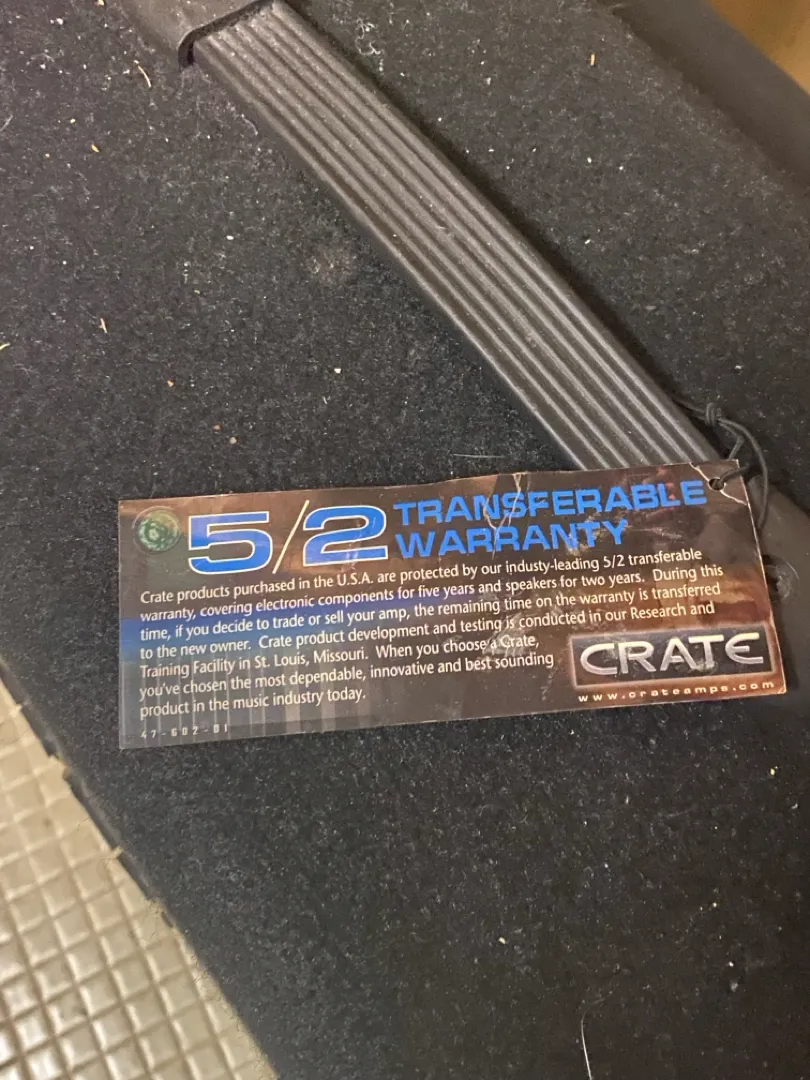 5/2 TRANSFERABLE
WARRANTY
Crate products purchased in the U.S.A. are protected by our industy-leading 5/2 transferable
warranty, covering electronic components for five years and speakers for two years. During this
time, if you decide to trade or sell your amp, the remaining time on the warranty is transferred
to the new owner. Crate product development and testing is conducted in our Research and
Training Facility in St. Louis, Missouri. When you choose a Crate,
you've chosen the most dependable, innovative and best sounding
product in the music industry today.
CRATE
www.crateamps.com
47-602-01